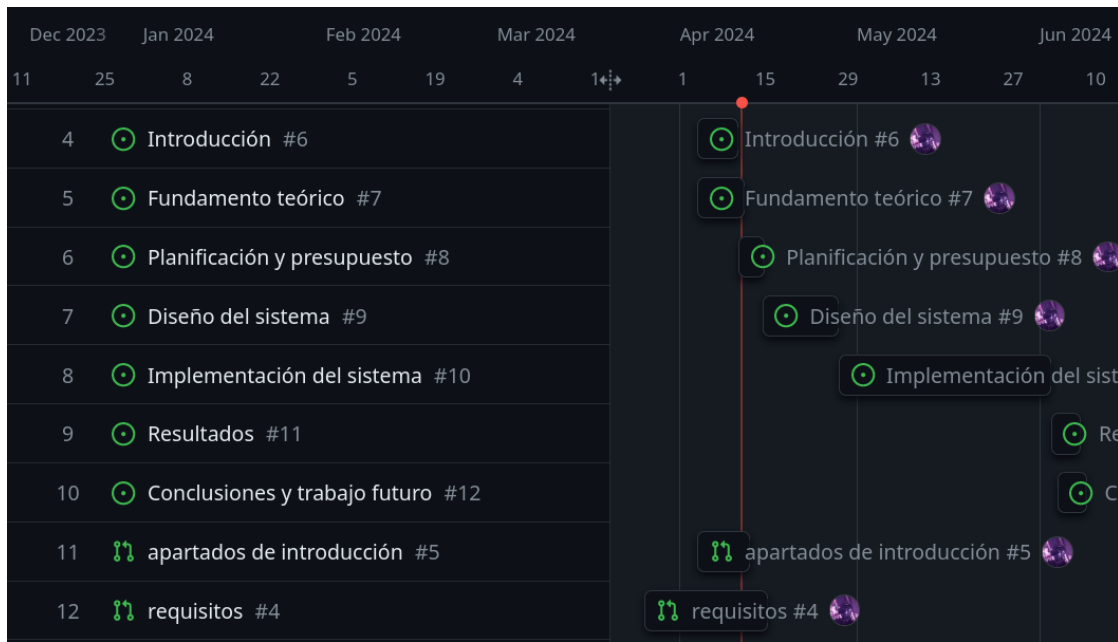 Dec 2023 Jan 2024 Feb 2024 Mar 2024 Apr 2024 May 2024 Jun 2024
11 25 8 22 5 19 4 1 1 15 29 13 27 10
4 Introducción #6 Introducción #6
5 Fundamento teórico #7 Fundamento teórico #7
6 Planificación y presupuesto #8 Planificación y presupuesto #8
7 Diseño del sistema #9 Diseño del sistema #9
8 Implementación del sistema #10 Implementación del sist
9 Resultados #11 Re
10 Conclusiones y trabajo futuro #12 C
11 apartados de introducción #5 apartados de introducción #5
12 requisitos #4 requisitos #4